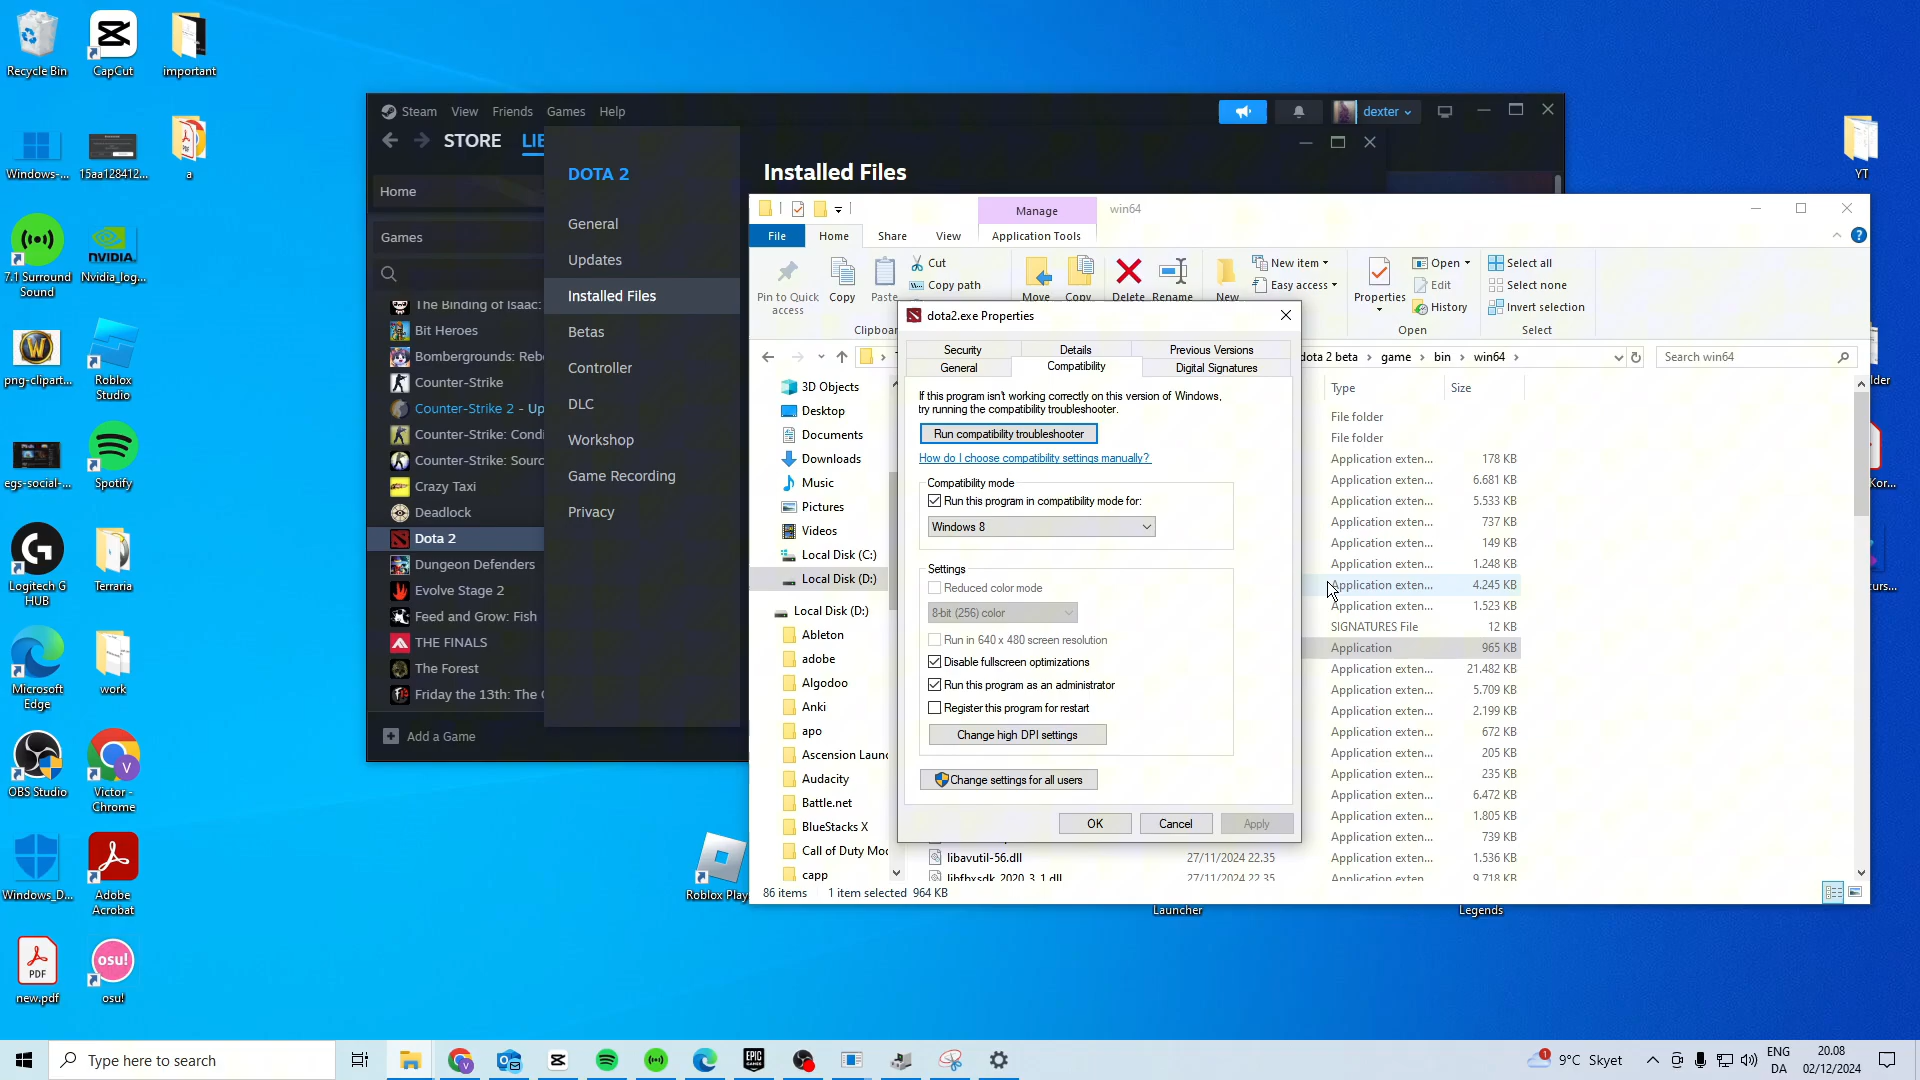 Recycle Bin
CapCut
important
Windows-...
15aa128412...
a
7.1 Surround
Sound
Nvidia_log...
NVIDIA.
png-clipart...
Roblox
Studio
egs-social-...
Spotify
Logitech G
HUB
Terraria
Microsoft
Edge
work
OBS Studio
Victor -
Chrome
Windows_D...
Adobe
Acrobat
PDF
new.pdf
osu!
osu!
YT
Roblox Play
Launcher
Legends
Steam
View
Friends
Games
Help
dexter
STORE
LIB
Home
Games
The Binding of Isaac:
Bit Heroes
Bombergrounds: Reb
Counter-Strike
Counter-Strike 2 - Up
Counter-Strike: Condi
Counter-Strike: Sourc
Crazy Taxi
Deadlock
Dota 2
Dungeon Defenders
Evolve Stage 2
Feed and Grow: Fish
THE FINALS
The Forest
Friday the 13th: The
Add a Game
DOTA 2
General
Updates
Installed Files
Betas
Controller
DLC
Workshop
Game Recording
Privacy
Installed Files
Manage
win64
File
Home
Share
View
Application Tools
Pin to Quick
access
Copy
Paste
Cut
Copy path
Clipboar
Move
Copy
Delete
Rename
New
New item
Easy access
Properties
Open
Edit
History
Open
Select all
Select none
Invert selection
Select
dota 2 beta > game > bin > win64 >
Search win64
3D Objects
Desktop
Documents
Downloads
Music
Pictures
Videos
Local Disk (C:)
Local Disk (D:)
Local Disk (D:)
Ableton
adobe
Algodoo
Anki
apo
Ascension Laun
Audacity
Battle.net
BlueStacks X
Call of Duty Mo
capp
Type
Size
File folder
File folder
Application exten... 178 KB
Application exten... 6.681 KB
Application exten... 5.533 KB
Application exten... 737 KB
Application exten... 149 KB
Application exten... 1.248 KB
Application exten... 4.245 KB
Application exten... 1.523 KB
SIGNATURES File 12 KB
Application 965 KB
Application exten... 21.482 KB
Application exten... 5.709 KB
Application exten... 2.199 KB
Application exten... 672 KB
Application exten... 205 KB
Application exten... 235 KB
Application exten... 6.472 KB
Application exten... 1.805 KB
Application exten... 739 KB
libavutil-56.dll 27/11/2024 22.35 Application exten... 1.536 KB
libfbxsdk_2020_3_1.dll 27/11/2024 22.35 Application exten... 9.718 KB
86 items
1 item selected 964 KB
dota2.exe Properties
Security
Details
Previous Versions
General
Compatibility
Digital Signatures
If this program isn't working correctly on this version of Windows,
try running the compatibility troubleshooter.
Run compatibility troubleshooter
How do I choose compatibility settings manually?
Compatibility mode
Run this program in compatibility mode for:
Windows 8
Settings
Reduced color mode
8-bit (256) color
Run in 640 x 480 screen resolution
Disable fullscreen optimizations
Run this program as an administrator
Register this program for restart
Change high DPI settings
Change settings for all users
OK
Cancel
Apply
Type here to search
EPIC
GAMES
1
9°C Skyet
ENG
DA
20.08
02/12/2024